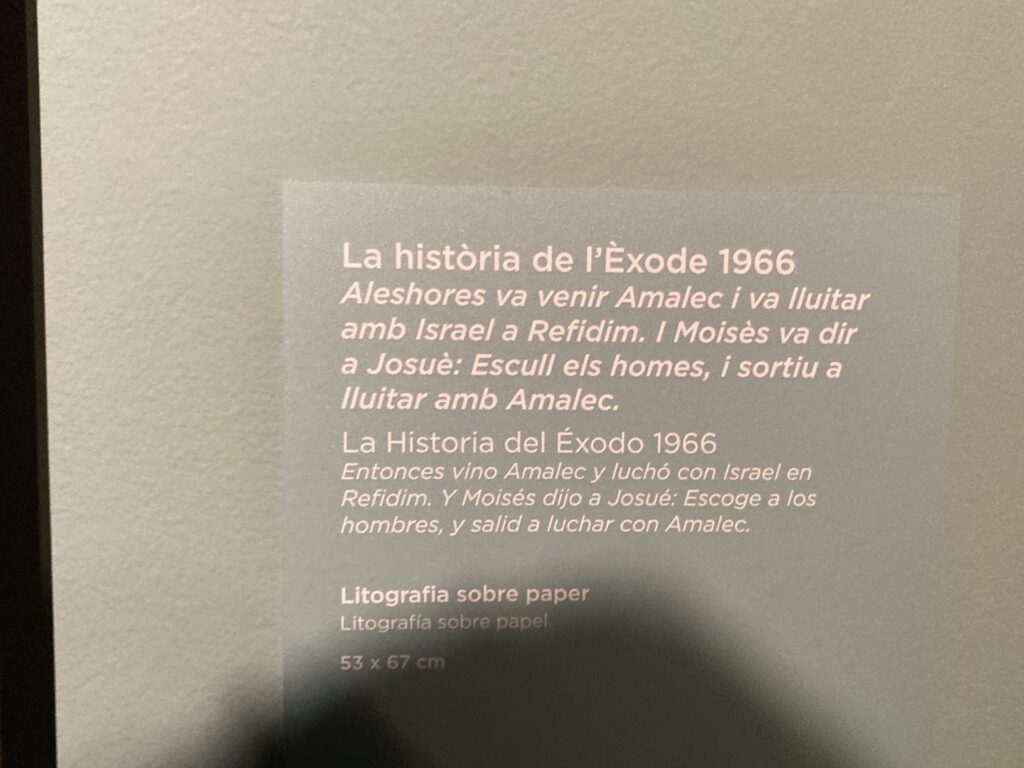 La història de l'Èxode 1966
Aleshores va venir Amalec i va lluitar
amb Israel a Refidim. I Moisès va dir
a Josuè: Escull els homes, i sortiu a
lluitar amb Amalec.
La Historia del Éxodo 1966
Entonces vino Amalec y luchó con Israel en
Refidim. Y Moisés dijo a Josué: Escoge a los
hombres, y salid a luchar con Amalec.
Litografia sobre paper
Litografía sobre papel
53 x 67 cm